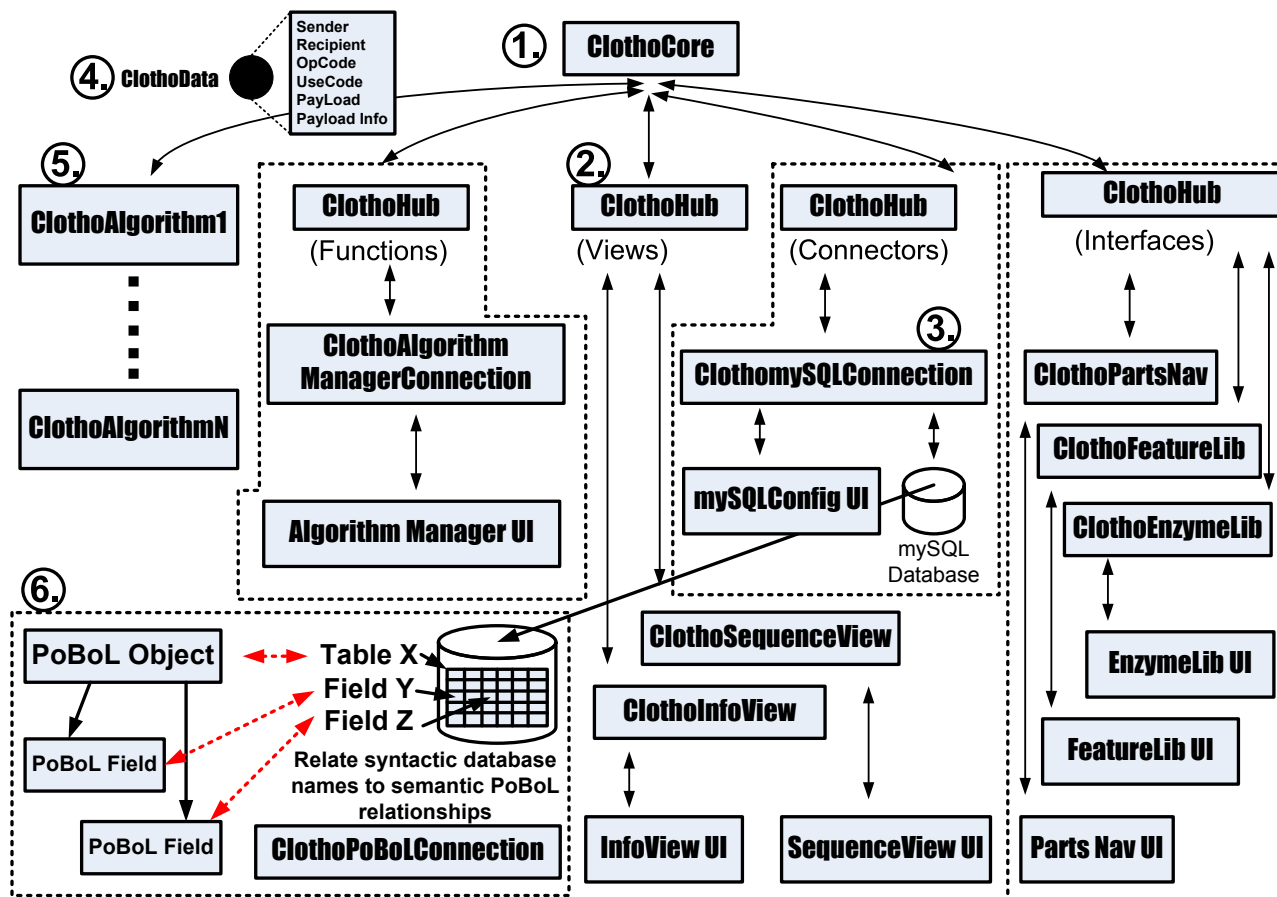 Sender
Recipient
OpCode
UseCode
PayLoad
Payload Info
4.
ClothoData
1.
ClothoCore
5.
ClothoAlgorithm1
ClothoAlgorithmN
ClothoHub
(Functions)
ClothoAlgorithm
ManagerConnection
Algorithm Manager UI
2.
ClothoHub
(Views)
ClothoHub
(Connectors)
3.
ClothomySQLConnection
mySQLConfig UI
mySQL
Database
ClothoHub
(Interfaces)
ClothoPartsNav
ClothoFeatureLib
ClothoEnzymeLib
EnzymeLib UI
FeatureLib UI
Parts Nav UI
ClothoSequenceView
ClothoInfoView
InfoView UI
SequenceView UI
6.
PoBoL Object
Table X
Field Y
Field Z
PoBoL Field
PoBoL Field
Relate syntactic database
names to semantic PoBoL
relationships
ClothoPoBoLConnection